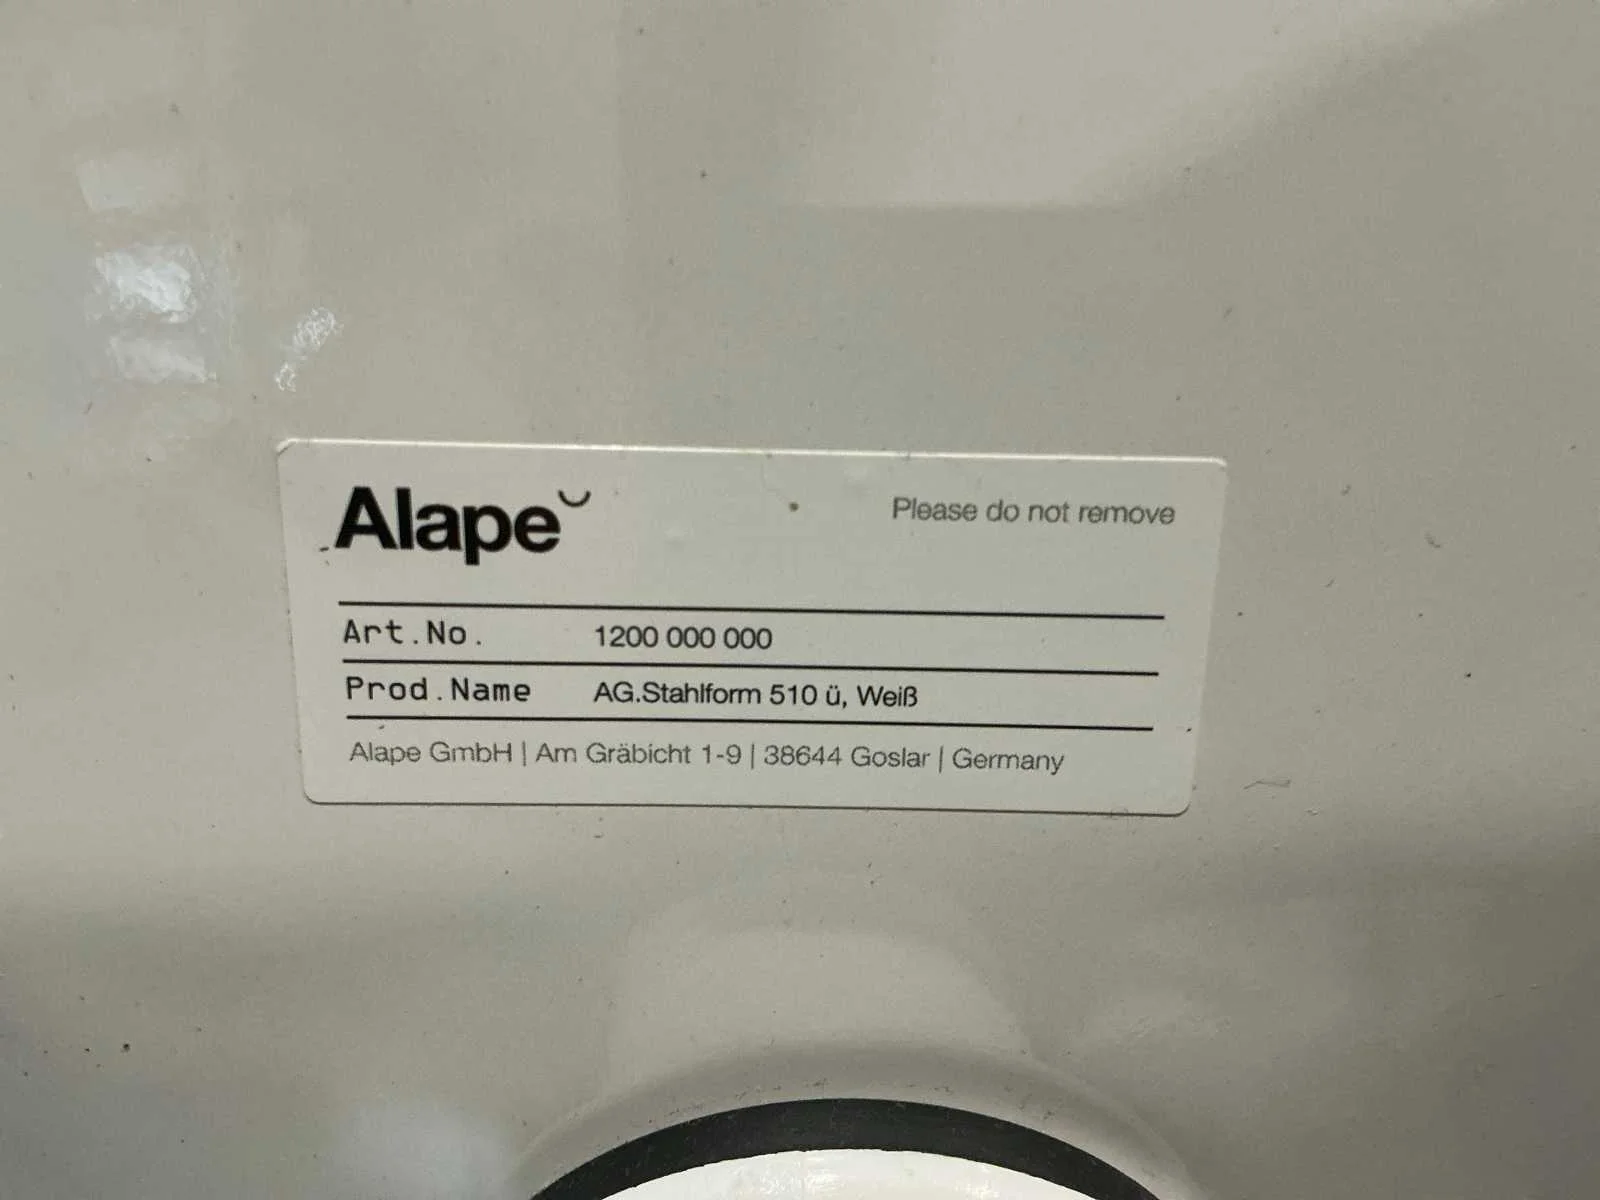 Alape
Please do not remove
Art.No. 1200 000 000
Prod.Name AG.Stahlform 510 ü, Weiß
Alape GmbH | Am Gräbicht 1-9 | 38644 Goslar | Germany